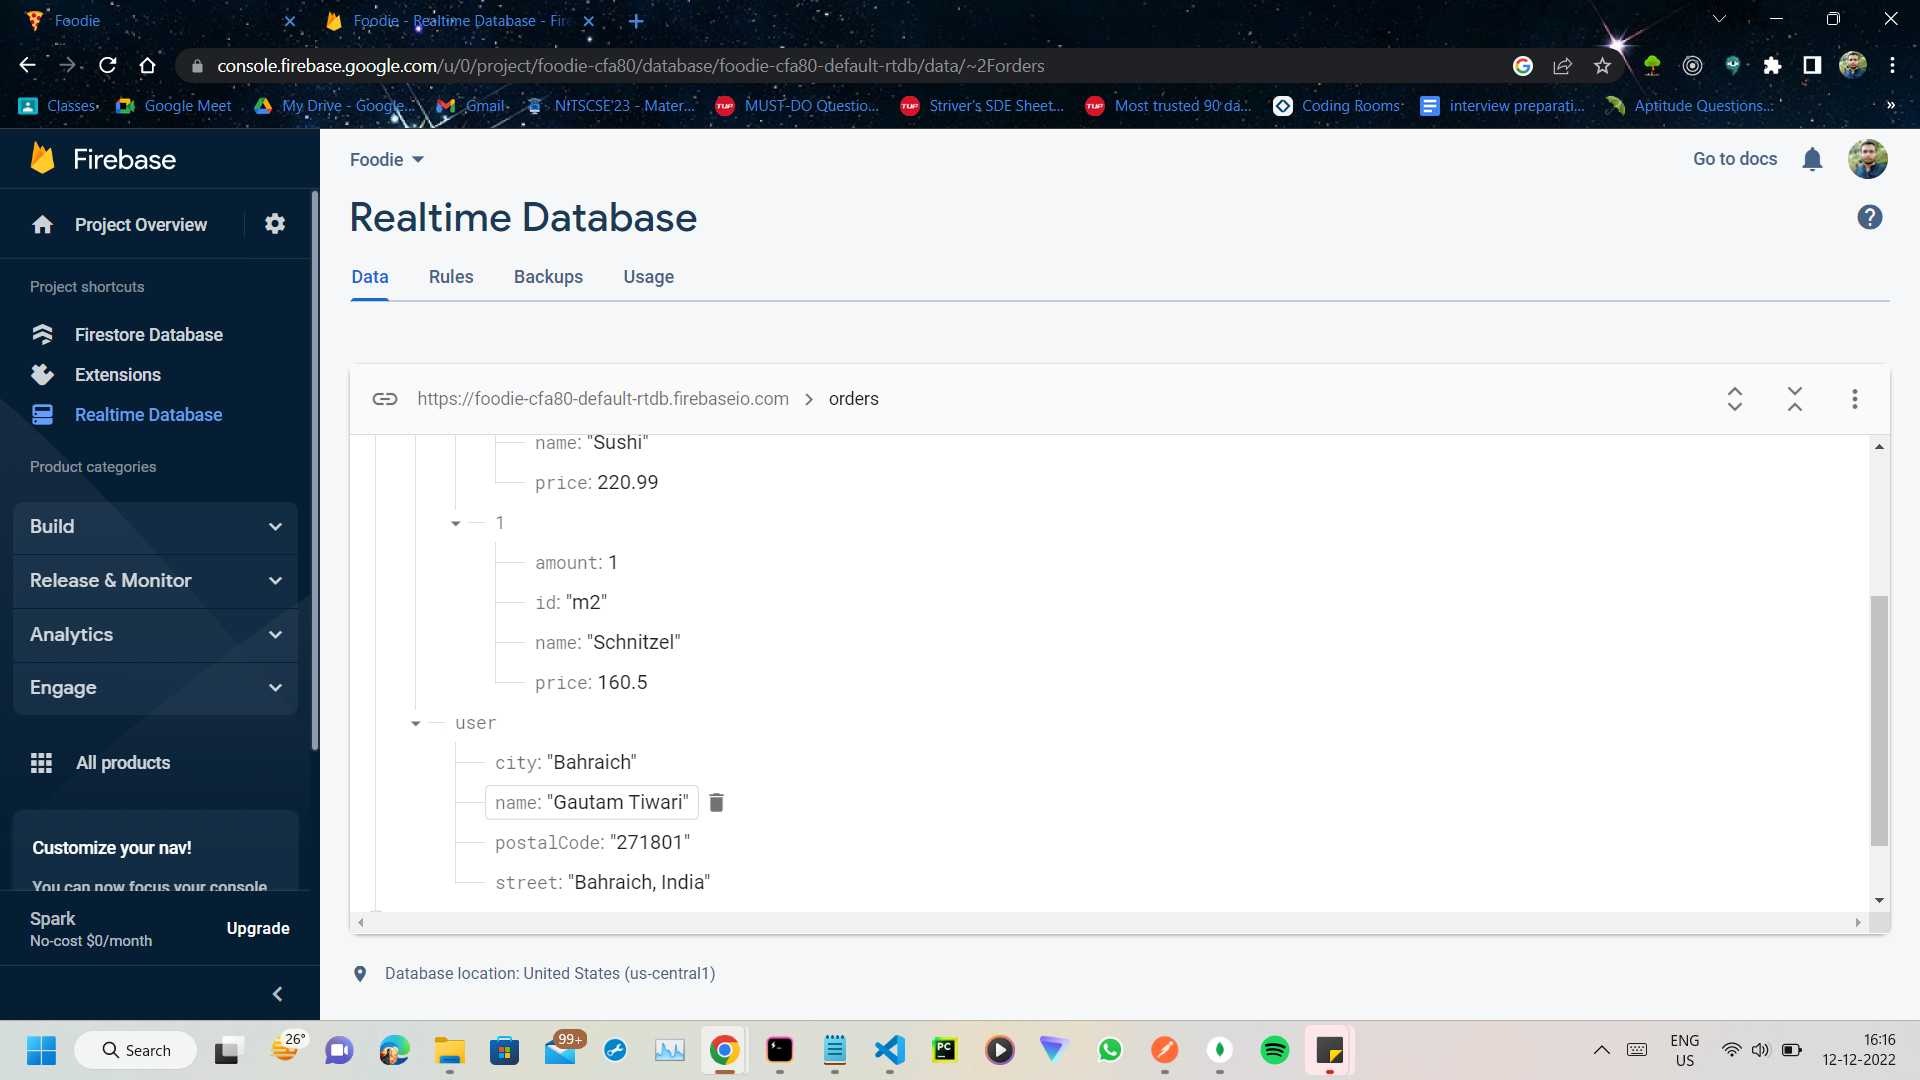 Foodie
Foodie - Realtime Database - Fire
console.firebase.google.com/u/0/project/foodie-cfa80/database/foodie-cfa80-default-rtdb/data/~2Forders
Classes
Google Meet
My Drive - Google...
Gmail
NITSCSE'23 - Mater...
TUF MUST-DO Questio...
TUF Striver's SDE Sheet...
TUF Most trusted 90 da...
Coding Rooms
interview preparati...
Aptitude Questions...
»
Firebase
Project Overview
Project shortcuts
Firestore Database
Extensions
Realtime Database
Product categories
Build
Release & Monitor
Analytics
Engage
All products
Customize your nav!
You can now focus your console
Spark
No-cost $0/month
Upgrade
Foodie
Go to docs
Realtime Database
Data Rules Backups Usage
https://foodie-cfa80-default-rtdb.firebaseio.com > orders
name: "Sushi"
price: 220.99
1
amount: 1
id: "m2"
name: "Schnitzel"
price: 160.5
user
city: "Bahraich"
name: "Gautam Tiwari"
postalCode: "271801"
street: "Bahraich, India"
Database location: United States (us-central1)
Search
26°
99+
PC
ENG
US
16:16
12-12-2022